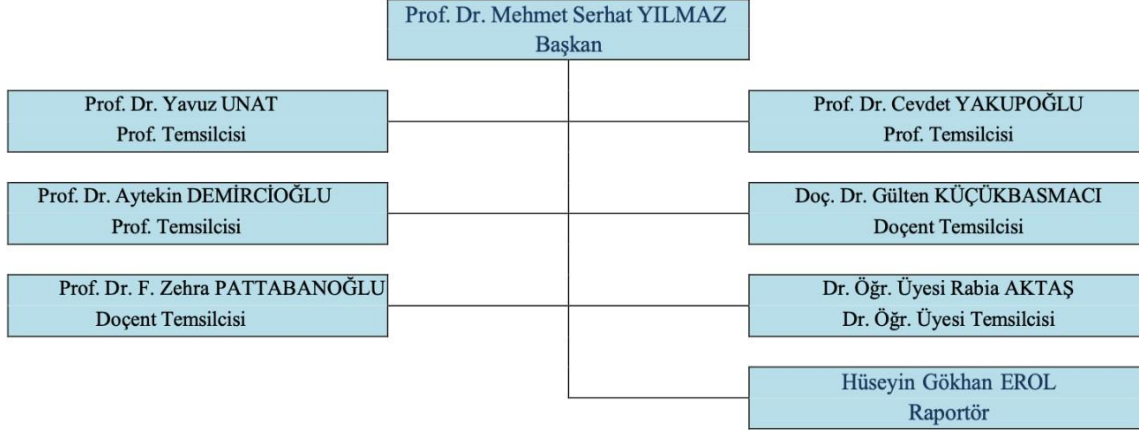 Prof. Dr. Mehmet Serhat YILMAZ
Başkan
Prof. Dr. Yavuz UNAT
Prof. Temsilcisi
Prof. Dr. Cevdet YAKUPOĞLU
Prof. Temsilcisi
Prof. Dr. Aytekin DEMİRCİOĞLU
Prof. Temsilcisi
Doç. Dr. Gülten KÜÇÜKBASMACI
Doçent Temsilcisi
Prof. Dr. F. Zehra PATTABANOĞLU
Doçent Temsilcisi
Dr. Öğr. Üyesi Rabia AKTAŞ
Dr. Öğr. Üyesi Temsilcisi
Hüseyin Gökhan EROL
Raportör